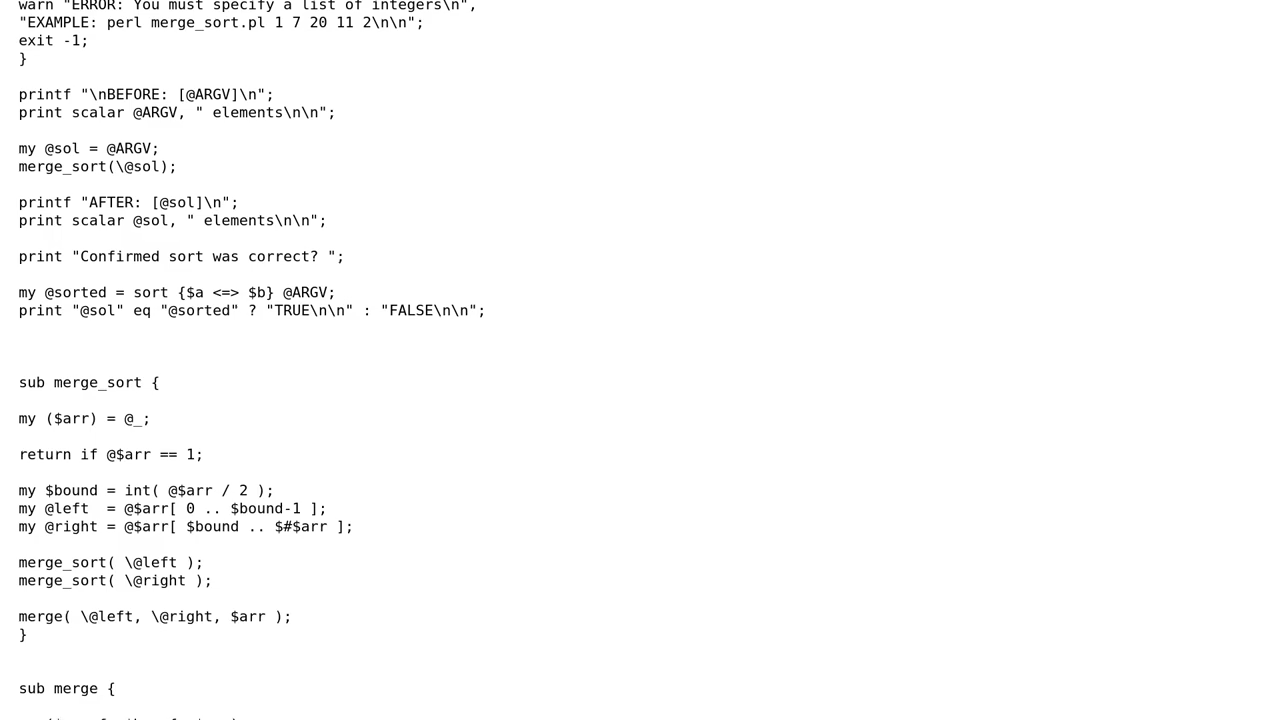 warn "ERROR: You must specify a list of integers\n",
"EXAMPLE: perl merge_sort.pl 1 7 20 11 2\n\n";
exit -1;
}
printf "\nBEFORE: [@ARGV]\n";
print scalar @ARGV, " elements\n\n";
my @sol = @ARGV;
merge_sort(\@sol);
printf "AFTER: [@sol]\n";
print scalar @sol, " elements\n\n";
print "Confirmed sort was correct? ";
my @sorted = sort {$a <=> $b} @ARGV;
print "@sol" eq "@sorted" ? "TRUE\n\n" : "FALSE\n\n";
sub merge_sort {
my ($arr) = @_;
return if @$arr == 1;
my $bound = int( @$arr / 2 );
my @left  = @$arr[ 0 .. $bound-1 ];
my @right = @$arr[ $bound .. $#$arr ];
merge_sort( \@left );
merge_sort( \@right );
merge( \@left, \@right, $arr );
}
sub merge {